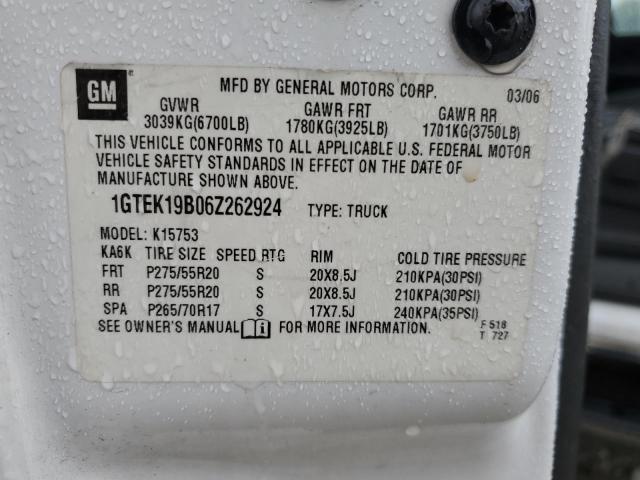 GM
MFD BY GENERAL MOTORS CORP. 03/06
GVWR GAWR FRT GAWR RR
3039KG(6700LB) 1780KG(3925LB) 1701KG(3750LB)
THIS VEHICLE CONFORMS TO ALL APPLICABLE U.S. FEDERAL MOTOR
VEHICLE SAFETY STANDARDS IN EFFECT ON THE DATE OF
MANUFACTURE SHOWN ABOVE.
1GTEK19B06Z262924 TYPE: TRUCK
MODEL: K15753
KA6K TIRE SIZE SPEED RTG RIM COLD TIRE PRESSURE
FRT P275/55R20 S 20X8.5J 210KPA(30PSI)
RR P275/55R20 S 20X8.5J 210KPA(30PSI)
SPA P265/70R17 S 17X7.5J 240KPA(35PSI)
SEE OWNER'S MANUAL i FOR MORE INFORMATION. F 518
T 727